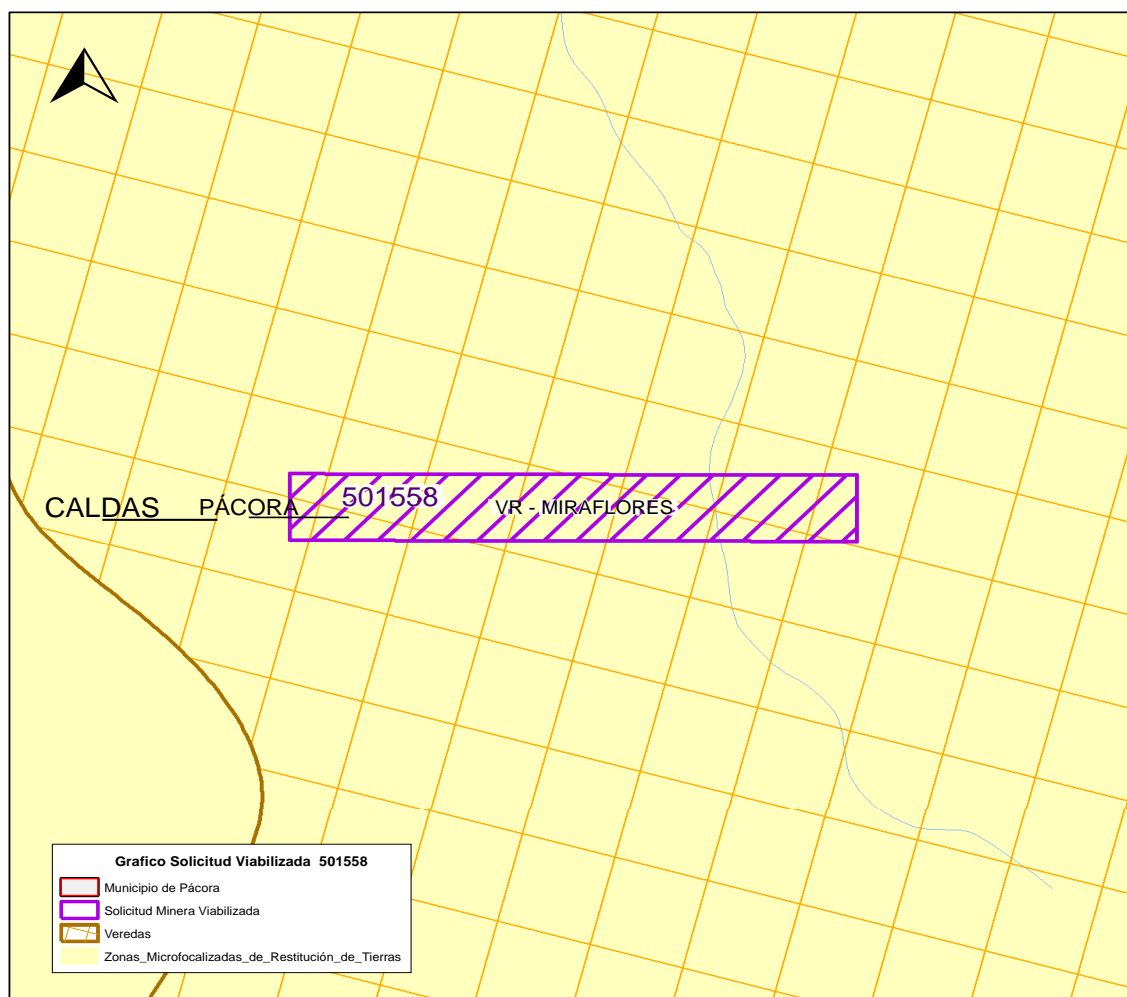 CALDAS
PÁCORA
501558
VR - MIRAFLORES
Grafico Solicitud Viabilizada 501558
Municipio de Pácora
Solicitud Minera Viabilizada
Veredas
Zonas_Microfocalizadas_de_Restitución_de_Tierras